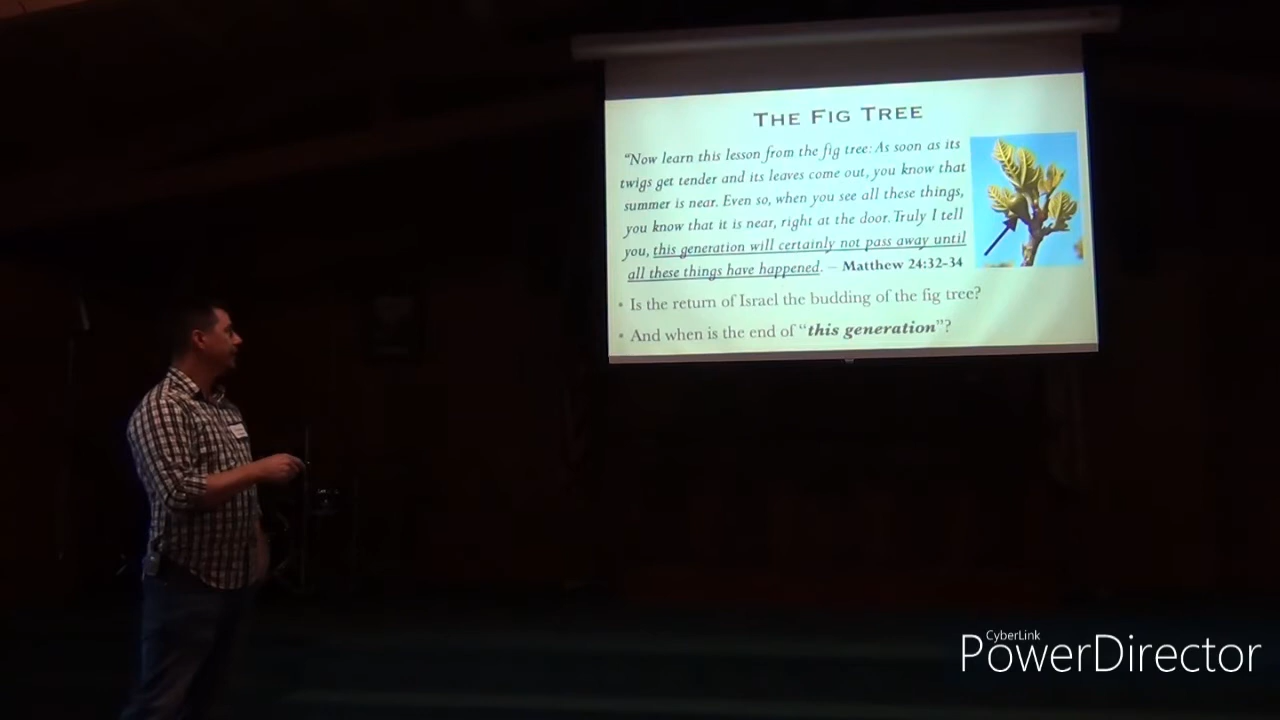 THE FIG TREE
“Now learn this lesson from the fig tree: As soon as its
twigs get tender and its leaves come out, you know that
summer is near. Even so, when you see all these things,
you know that it is near, right at the door. Truly I tell
you, this generation will certainly not pass away until
all these things have happened. – Matthew 24:32-34
• Is the return of Israel the budding of the fig tree?
• And when is the end of “this generation”?
CyberLink
PowerDirector